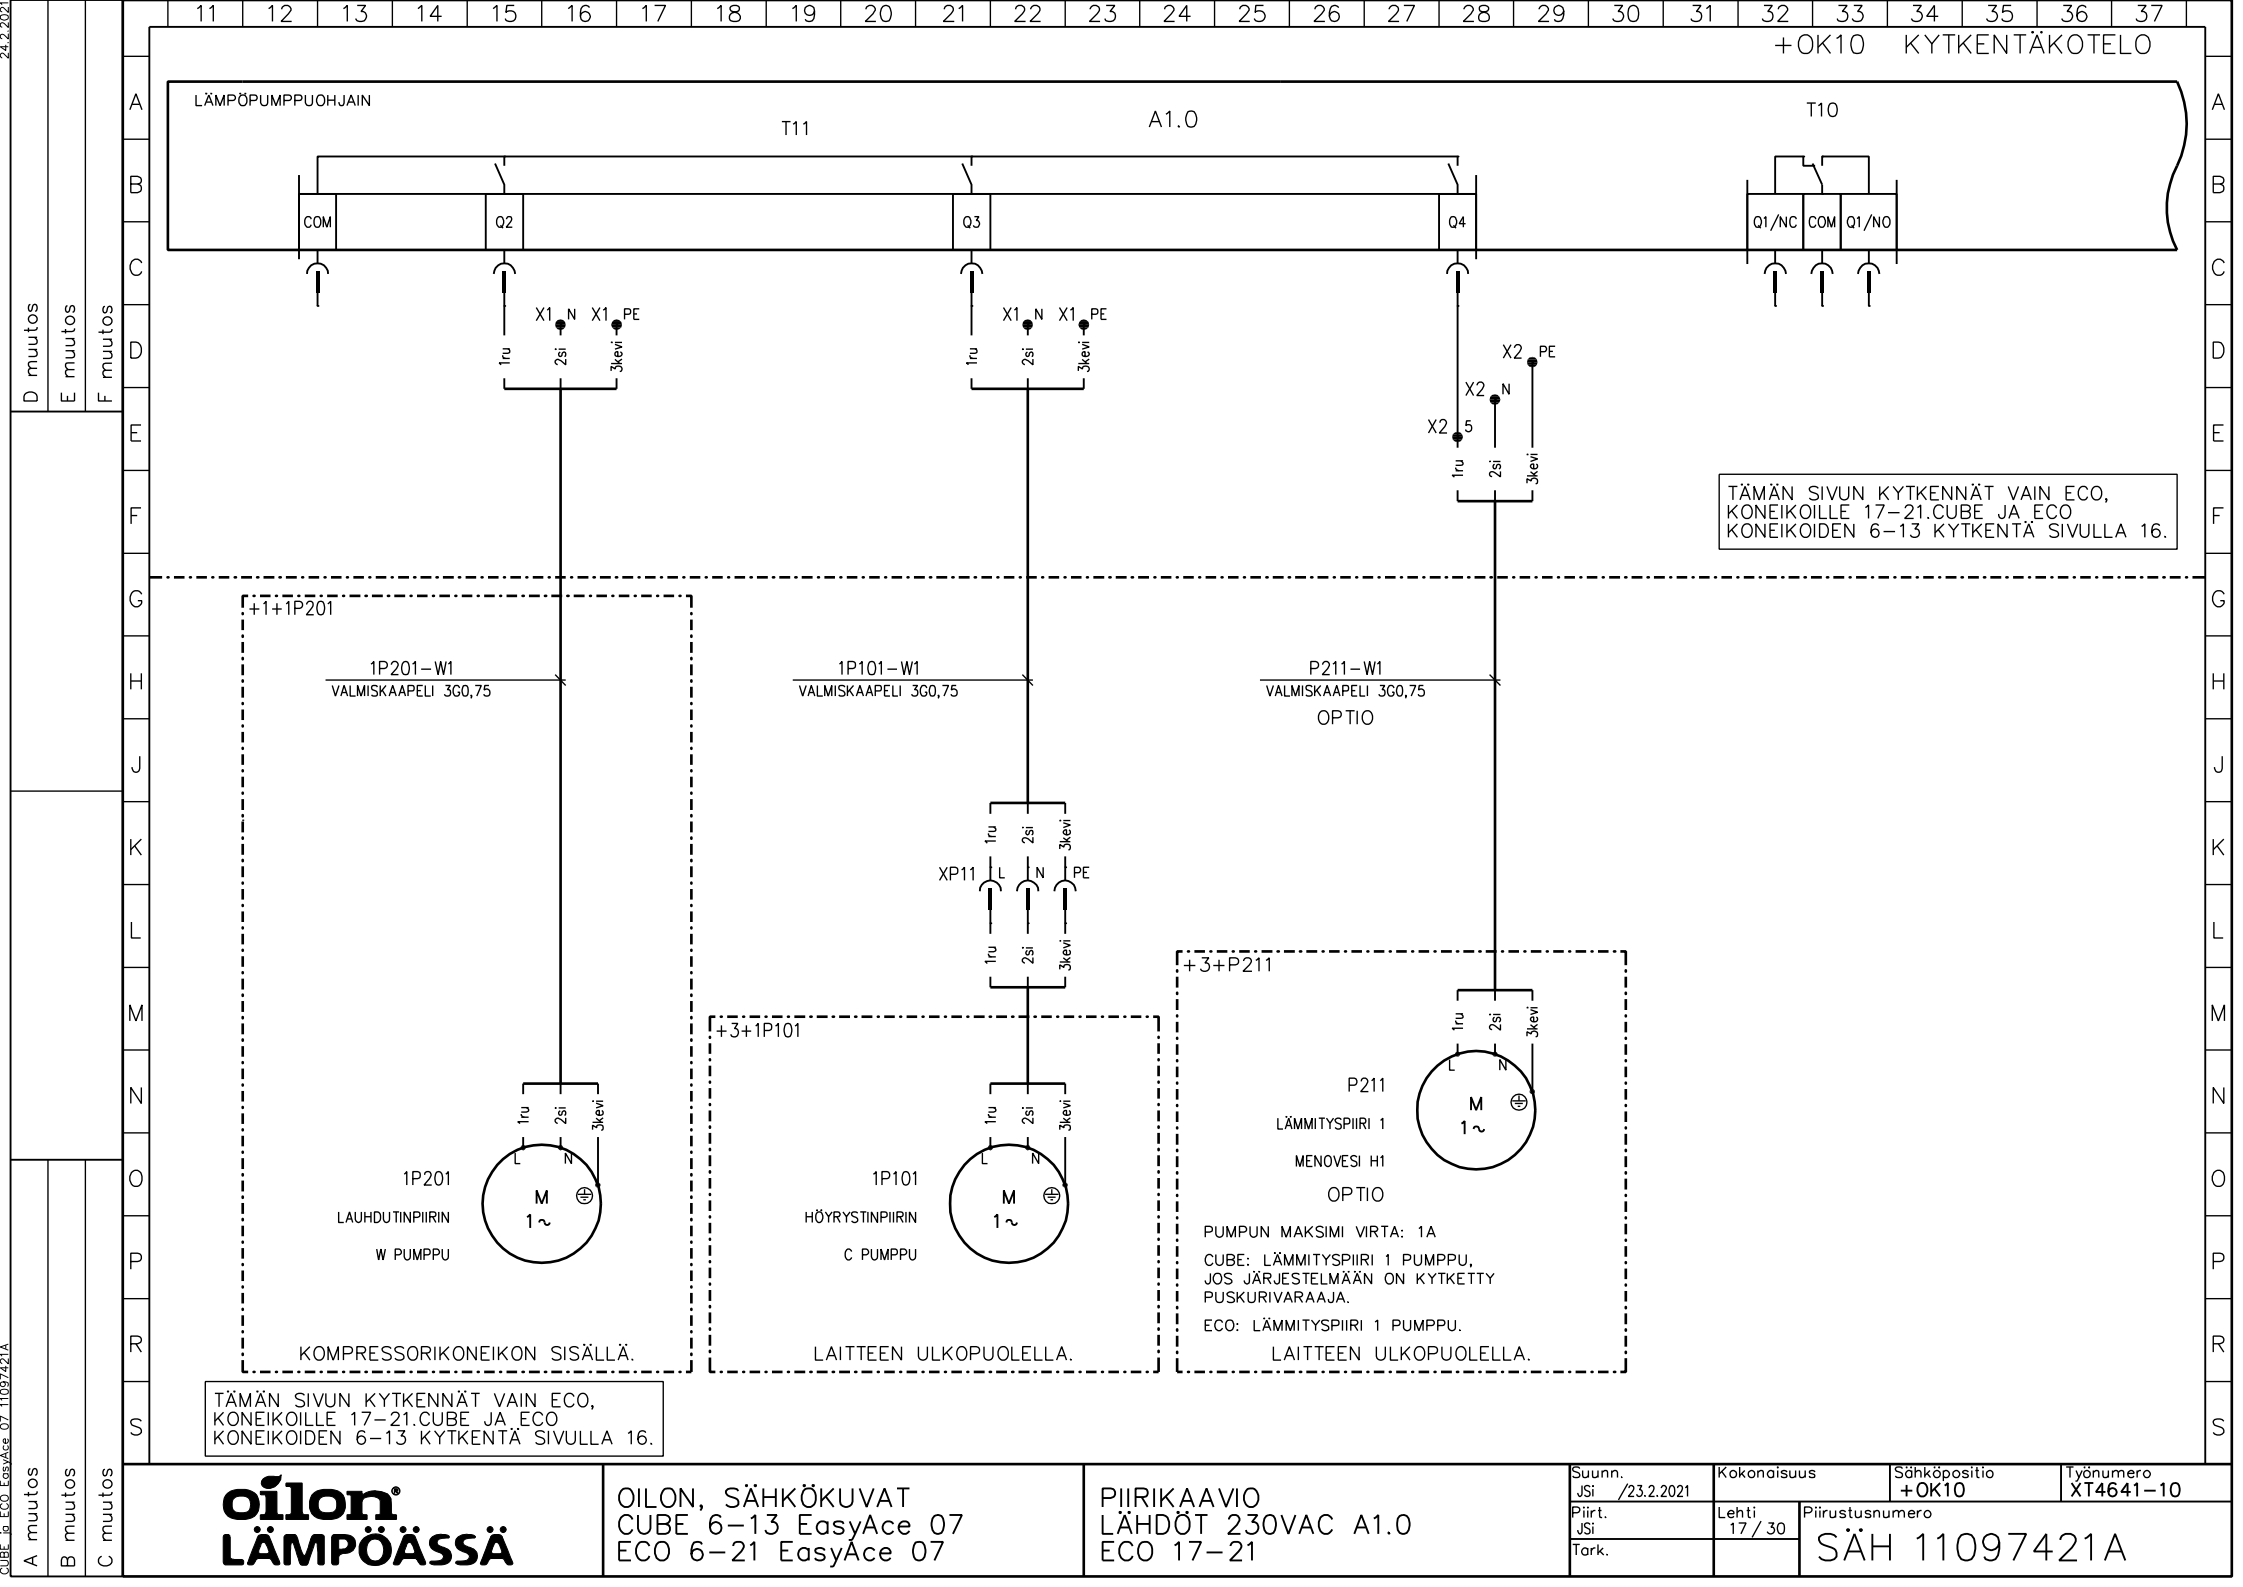 11 12 13 14 15 16 17 18 19 20 21 22 23 24 25 26 27 28 29 30 31 32 33 34 35 36 37
+OK10 KYTKENTÄKOTELO
24.2.2021
A
LÄMPÖPUMPPUOHJAIN
T11
A1.0
T10
A
B
B
COM
Q2
Q3
Q4
Q1/NC
COM
Q1/NO
C
C
D muutos
E muutos
F muutos
X1 N X1 PE
X1 N X1 PE
D
1ru
2si
3kevi
1ru
2si
3kevi
X2 PE
D
X2 N
E
X2 5
E
1ru
2si
3kevi
TÄMÄN SIVUN KYTKENNÄT VAIN ECO,
KONEIKOILLE 17-21.CUBE JA ECO
KONEIKOIDEN 6-13 KYTKENTÄ SIVULLA 16.
F
F
G
+1+1P201
G
H
1P201-W1
VALMISKAAPELI 3G0,75
1P101-W1
VALMISKAAPELI 3G0,75
P211-W1
VALMISKAAPELI 3G0,75
OPTIO
H
J
J
K
1ru
2si
3kevi
K
XP11 L N PE
L
1ru
2si
3kevi
L
+3+P211
M
1ru
2si
3kevi
M
+3+1P101
N
1ru
2si
3kevi
1ru
2si
3kevi
L N
P211
M
1~
LÄMMITYSPIIRI 1
MENOVESI H1
OPTIO
N
O
L N
1P201
M
1~
LAUHDUTINPIIRIN
W PUMPPU
L N
1P101
M
1~
HÖYRYSTINPIIRIN
C PUMPPU
O
PUMPUN MAKSIMI VIRTA: 1A
CUBE: LÄMMITYSPIIRI 1 PUMPPU,
JOS JÄRJESTELMÄÄN ON KYTKETTY
PUSKURIVARAAJA.
ECO: LÄMMITYSPIIRI 1 PUMPPU.
P
P
R
KOMPRESSORIKONEIKON SISÄLLÄ.
LAITTEEN ULKOPUOLELLA.
LAITTEEN ULKOPUOLELLA.
R
S
TÄMÄN SIVUN KYTKENNÄT VAIN ECO,
KONEIKOILLE 17-21.CUBE JA ECO
KONEIKOIDEN 6-13 KYTKENTÄ SIVULLA 16.
S
A muutos
B muutos
C muutos
CUBE ja ECO EasyAce 07 11097421A
oilon®
LÄMPÖÄSSÄ
OILON, SÄHKÖKUVAT
CUBE 6-13 EasyAce 07
ECO 6-21 EasyAce 07
PIIRIKAAVIO
LÄHDÖT 230VAC A1.0
ECO 17-21
Suunn.
JSi /23.2.2021
Piirt.
JSi
Tark.
Kokonaisuus
Sähköpositio
+OK10
Työnumero
XT4641-10
Lehti
17/30
Piirustusnumero
SÄH 11097421A